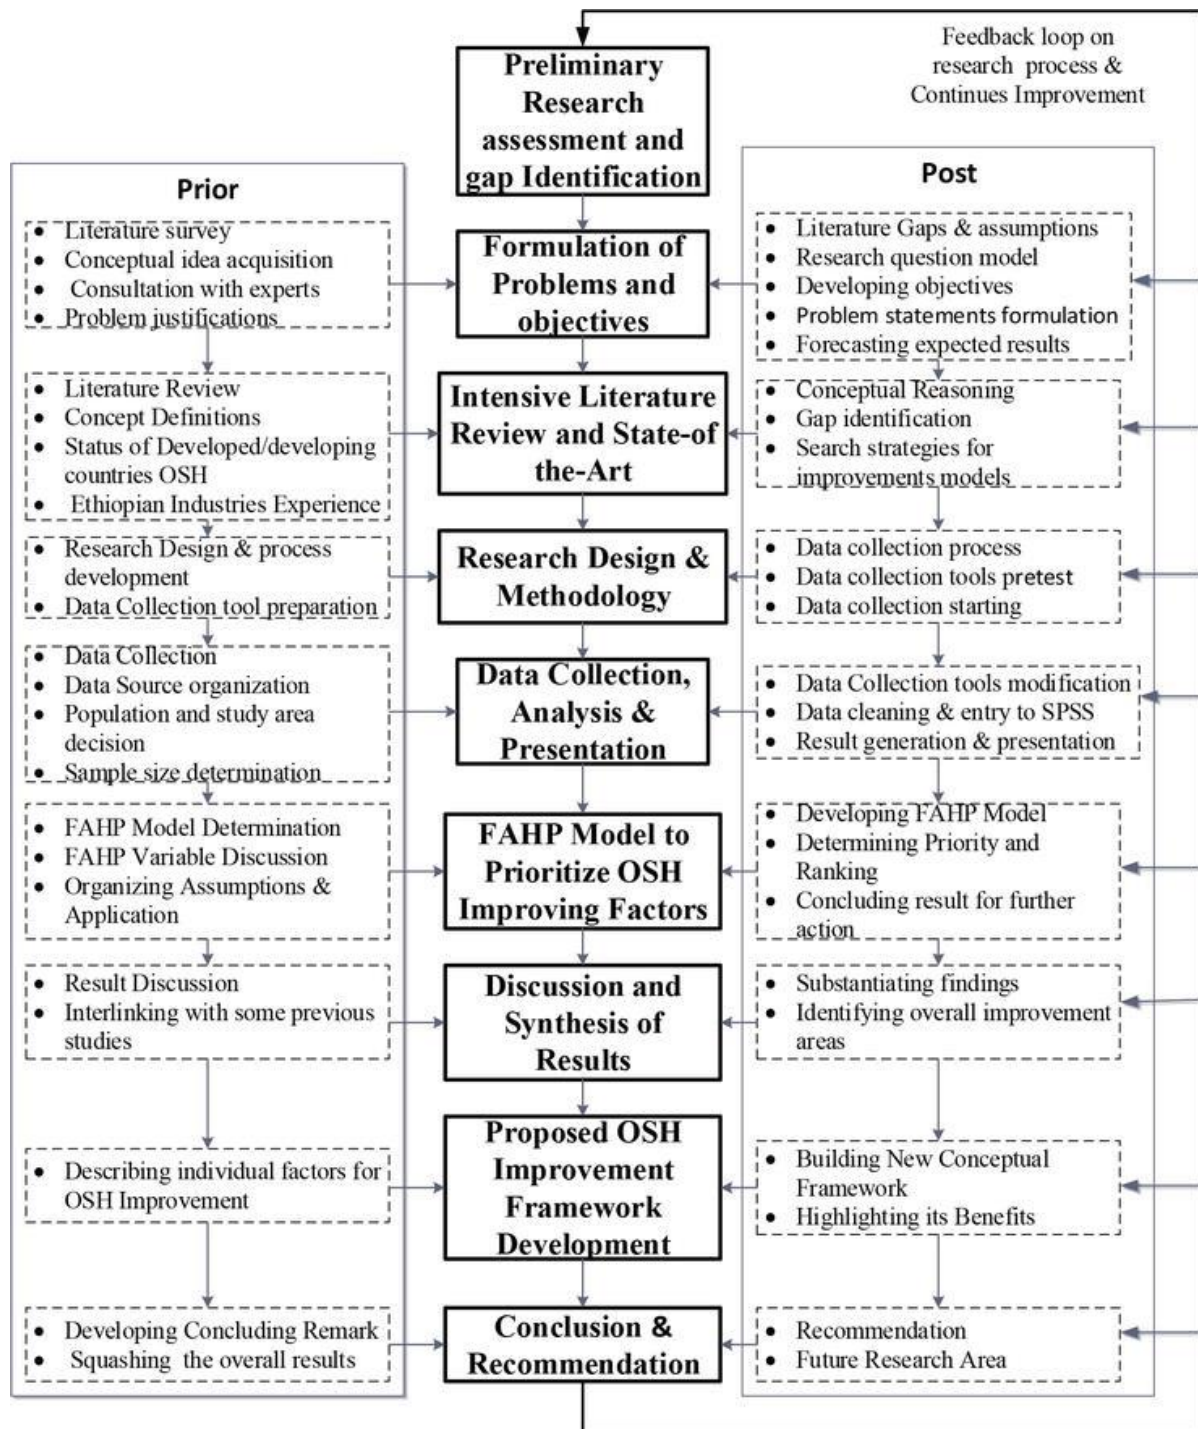 Feedback loop on
research process &
Continues Improvement
Preliminary
Research
assessment and
gap Identification
Prior
Post
• Literature survey
• Conceptual idea acquisition
• Consultation with experts
• Problem justifications
Formulation of
Problems and
objectives
• Literature Gaps & assumptions
• Research question model
• Developing objectives
• Problem statements formulation
• Forecasting expected results
• Literature Review
• Concept Definitions
• Status of Developed/developing
countries OSH
• Ethiopian Industries Experience
Intensive Literature
Review and State-of
the-Art
• Conceptual Reasoning
• Gap identification
• Search strategies for
improvements models
• Research Design & process
development
• Data Collection tool preparation
Research Design &
Methodology
• Data collection process
• Data collection tools pretest
• Data collection starting
• Data Collection
• Data Source organization
• Population and study area
decision
• Sample size determination
Data Collection,
Analysis &
Presentation
• Data Collection tools modification
• Data cleaning & entry to SPSS
• Result generation & presentation
• FAHP Model Determination
• FAHP Variable Discussion
• Organizing Assumptions &
Application
FAHP Model to
Prioritize OSH
Improving Factors
• Developing FAHP Model
• Determining Priority and
Ranking
• Concluding result for further
action
• Result Discussion
• Interlinking with some previous
studies
Discussion and
Synthesis of
Results
• Substantiating findings
• Identifying overall improvement
areas
• Describing individual factors for
OSH Improvement
Proposed OSH
Improvement
Framework
Development
• Building New Conceptual
Framework
• Highlighting its Benefits
• Developing Concluding Remark
• Squashing the overall results
Conclusion &
Recommendation
• Recommendation
• Future Research Area